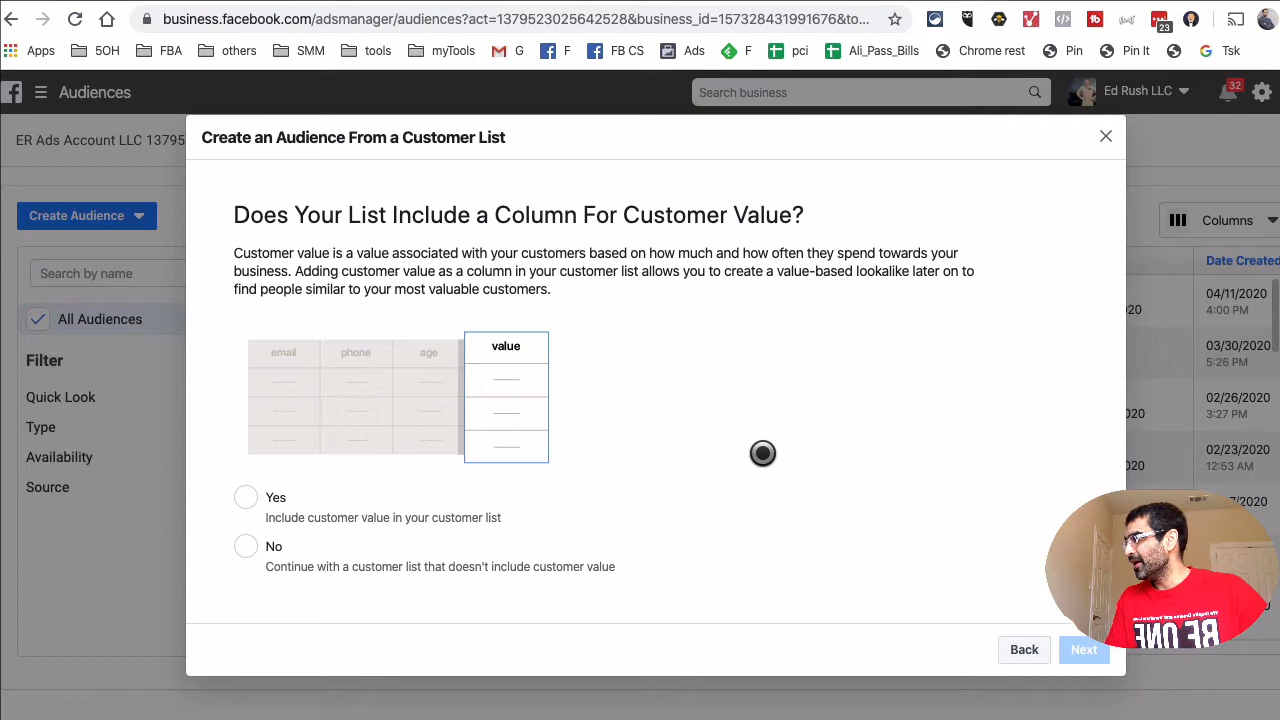 business.facebook.com/adsmanager/audiences?act=1379523025642528&business_id=157328431991676&to...
23
Apps
5OH
FBA
others
SMM
tools
myTools
G
F
FB CS
Ads
F
pci
Ali_Pass_Bills
Chrome rest
Pin
Pin It
Tsk
Audiences
Search business
Ed Rush LLC
32
ER Ads Account LLC 13795
Create an Audience From a Customer List
Create Audience
Columns
Does Your List Include a Column For Customer Value?
Customer value is a value associated with your customers based on how much and how often they spend towards your
business. Adding customer value as a column in your customer list allows you to create a value-based lookalike later on to
find people similar to your most valuable customers.
Search by name
Date Created
All Audiences
04/11/2020
4:00 PM
020
Filter
03/30/2020
5:26 PM
email
phone
age
value
Quick Look
02/26/2020
3:27 PM
020
Type
Availability
02/23/2020
12:53 AM
020
Source
Yes
Include customer value in your customer list
No
Continue with a customer list that doesn't include customer value
BE ONE
Back
Next